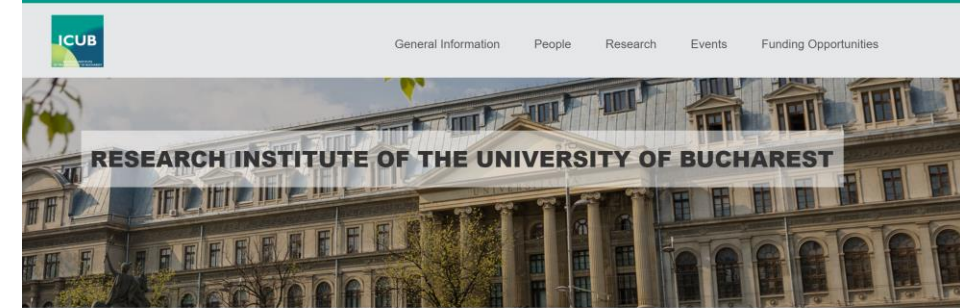 ICUB
General Information People Research Events Funding Opportunities
RESEARCH INSTITUTE OF THE UNIVERSITY OF BUCHAREST